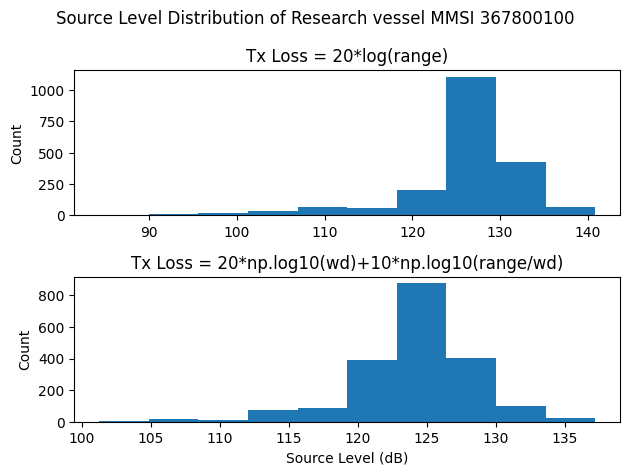 Source Level Distribution of Research vessel MMSI 367800100
Tx Loss = 20*log(range)
1000
750
500
250
0
Count
90 100 110 120 130 140
Tx Loss = 20*np.log10(wd)+10*np.log10(range/wd)
800
600
400
200
0
Count
100 105 110 115 120 125 130 135
Source Level (dB)